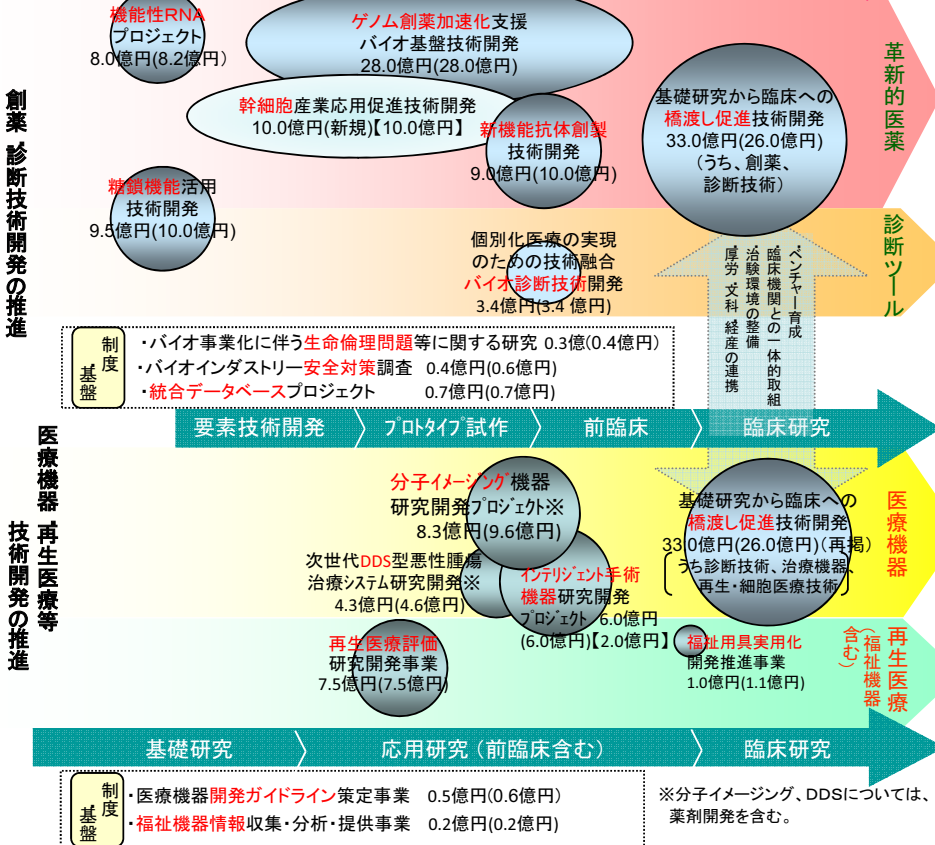 機能性RNA
プロジェクト
8.0億円(8.2億円)
ゲノム創薬加速化支援
バイオ基盤技術開発
28.0億円(28.0億円)
幹細胞産業応用促進技術開発
10.0億円(新規)【10.0億円】
新機能抗体創製
技術開発
9.0億円(10.0億円)
基礎研究から臨床への
橋渡し促進技術開発
33.0億円(26.0億円)
(うち、創薬、
診断技術)
革新的医薬
創薬・診断技術開発の推進
糖鎖機能活用
技術開発
9.5億円(10.0億円)
個別化医療の実現
のための技術融合
バイオ診断技術開発
3.4億円(3.4 億円)
診断ツール
・ベンチャー育成
・臨床機関との一体的取組
・治験環境の整備
・厚労・文科・経産の連携
制度・基盤
・バイオ事業化に伴う生命倫理問題等に関する研究 0.3億(0.4億円)
・バイオインダストリー安全対策調査 0.4億円(0.6億円)
・統合データベースプロジェクト 0.7億円(0.7億円)
要素技術開発
プロトタイプ試作
前臨床
臨床研究
医療機器・再生医療等
技術開発の推進
分子イメージング機器
研究開発プロジェクト※
8.3億円(9.6億円)
次世代DDS型悪性腫瘍
治療システム研究開発※
4.3億円(4.6億円)
インテリジェント手術
機器研究開発
プロジェクト 6.0億円
(6.0億円)【2.0億円】
基礎研究から臨床への
橋渡し促進技術開発
33.0億円(26.0億円)(再掲)
うち診断技術、治療機器、
再生・細胞医療技術
医療機器
再生医療評価
研究開発事業
7.5億円(7.5億円)
福祉用具実用化
開発推進事業
1.0億円(1.1億円)
再生医療
(福祉機器
含む)
基礎研究
応用研究(前臨床含む)
臨床研究
制度・基盤
・医療機器開発ガイドライン策定事業 0.5億円(0.6億円)
・福祉機器情報収集・分析・提供事業 0.2億円(0.2億円)
※分子イメージング、DDSについては、
薬剤開発を含む。